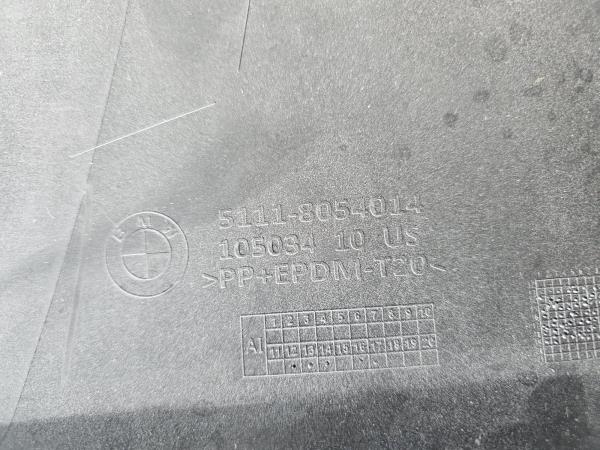 BMW
5111-8054014
105034 10 US
>PP+EPDM-T20<
AI
1 2 3 4 5 6 7 8 9 10
11 12 13 14 15 16 17 18 19 20